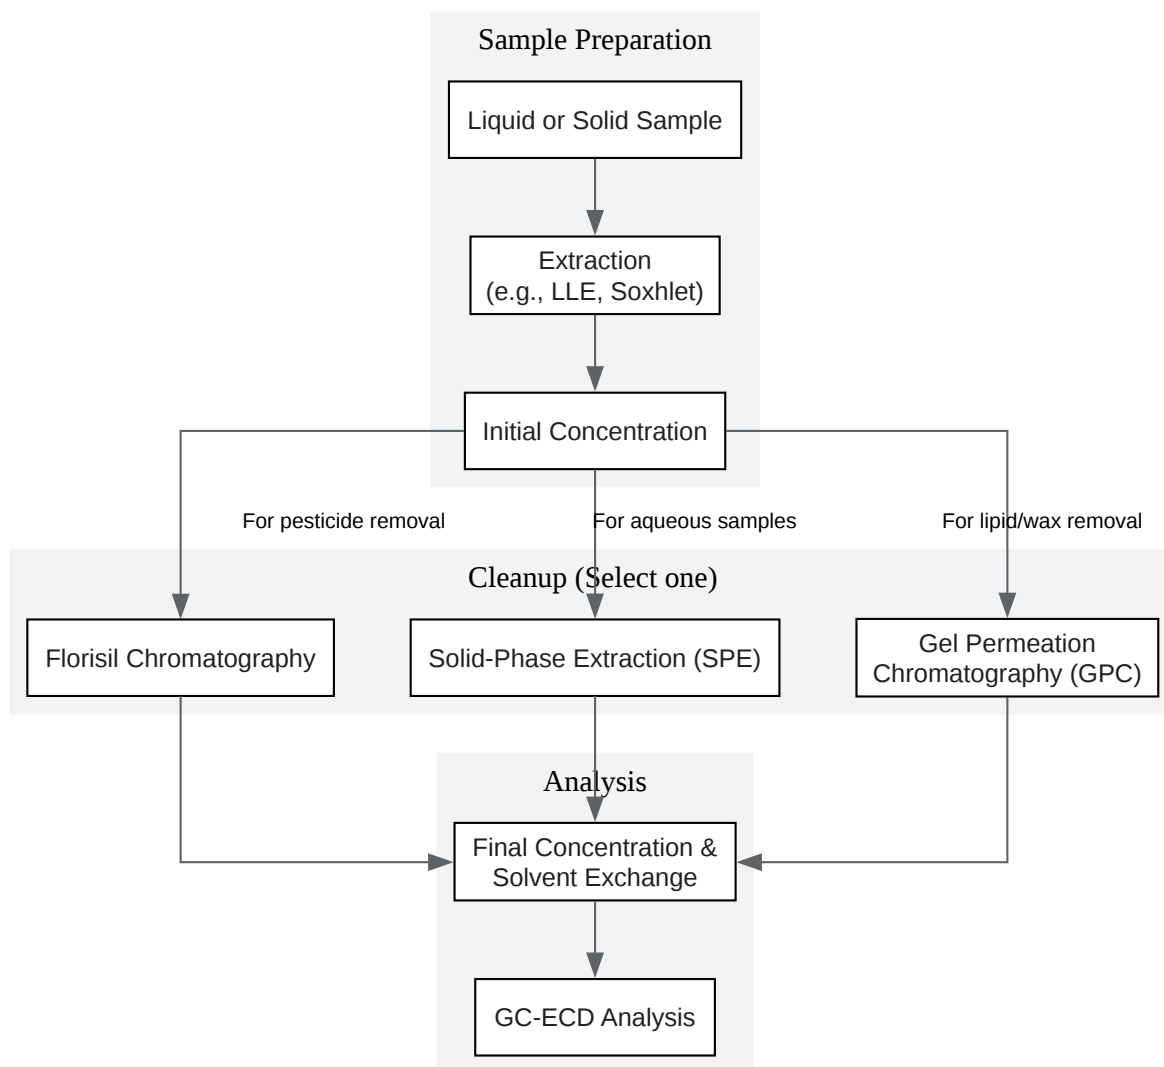 Sample Preparation
Liquid or Solid Sample
Extraction
(e.g., LLE, Soxhlet)
Initial Concentration
For pesticide removal
For aqueous samples
For lipid/wax removal
Cleanup (Select one)
Florisil Chromatography
Solid-Phase Extraction (SPE)
Gel Permeation
Chromatography (GPC)
Analysis
Final Concentration &
Solvent Exchange
GC-ECD Analysis